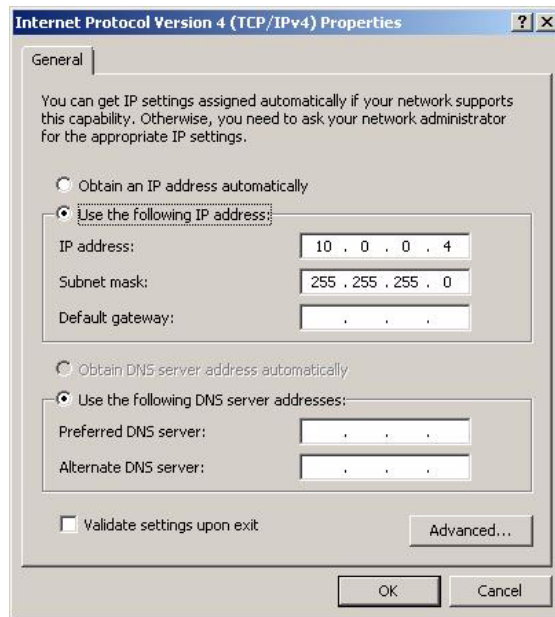 Internet Protocol Version 4 (TCP/IPv4) Properties
General
You can get IP settings assigned automatically if your network supports
this capability. Otherwise, you need to ask your network administrator
for the appropriate IP settings.
Obtain an IP address automatically
Use the following IP address:
IP address: 10 . 0 . 0 . 4
Subnet mask: 255 . 255 . 255 . 0
Default gateway: . . .
Obtain DNS server address automatically
Use the following DNS server addresses:
Preferred DNS server: . . .
Alternate DNS server: . . .
Validate settings upon exit
Advanced...
OK Cancel